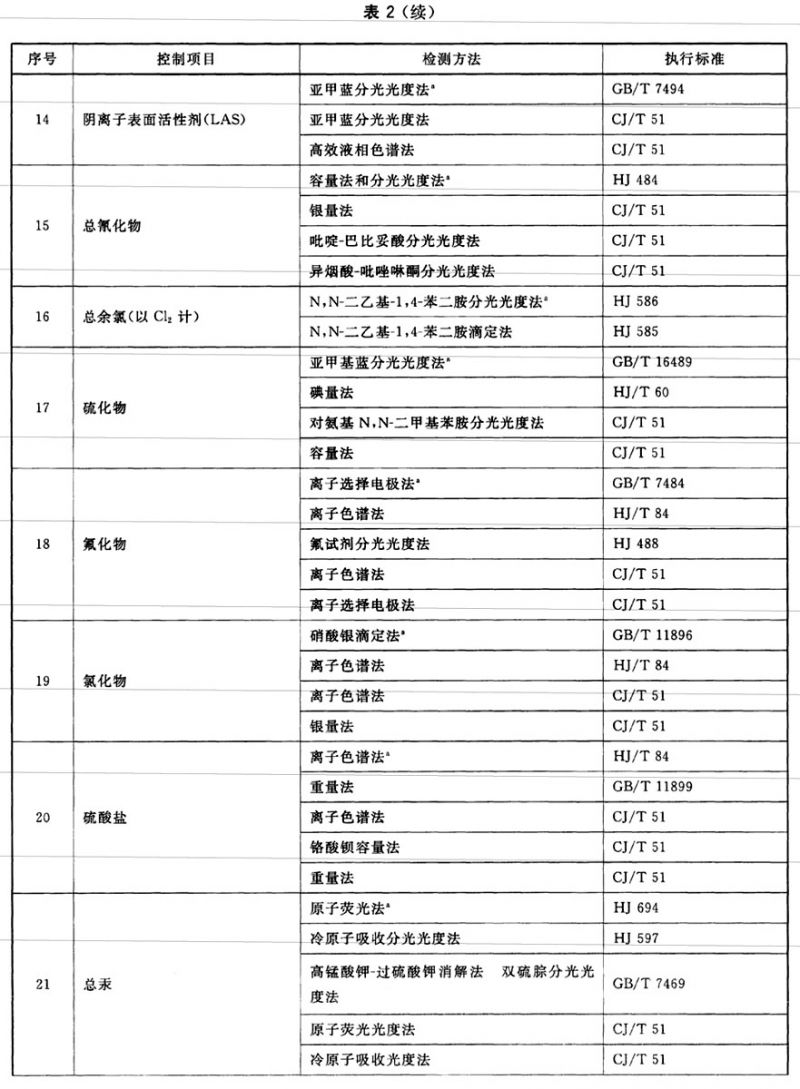 表 2（续）
序号 控制项目 检测方法 执行标准
亚甲蓝分光光度法ᵃ GB/T 7494
14 阴离子表面活性剂(LAS) 亚甲蓝分光光度法 CJ/T 51
高效液相色谱法 CJ/T 51
容量法和分光光度法ᵃ HJ 484
银量法 CJ/T 51
15 总氰化物
吡啶-巴比妥酸分光光度法 CJ/T 51
异烟酸-吡唑啉酮分光光度法 CJ/T 51
N,N-二乙基-1,4-苯二胺分光光度法ᵃ HJ 586
16 总余氯(以 Cl₂ 计)
N,N-二乙基-1,4-苯二胺滴定法 HJ 585
亚甲基蓝分光光度法ᵃ GB/T 16489
碘量法 HJ/T 60
17 硫化物
对氨基 N,N-二甲基苯胺分光光度法 CJ/T 51
容量法 CJ/T 51
离子选择电极法ᵃ GB/T 7484
离子色谱法 HJ/T 84
18 氟化物 氟试剂分光光度法 HJ 488
离子色谱法 CJ/T 51
离子选择电极法 CJ/T 51
硝酸银滴定法ᵃ GB/T 11896
离子色谱法 HJ/T 84
19 氯化物
离子色谱法 CJ/T 51
银量法 CJ/T 51
离子色谱法ᵃ HJ/T 84
重量法 GB/T 11899
20 硫酸盐 离子色谱法 CJ/T 51
铬酸钡容量法 CJ/T 51
重量法 CJ/T 51
原子荧光法ᵃ HJ 694
冷原子吸收分光光度法 HJ 597
高锰酸钾-过硫酸钾消解法 双硫腙分光光
21 总汞 GB/T 7469
度法
原子荧光光度法 CJ/T 51
冷原子吸收光度法 CJ/T 51